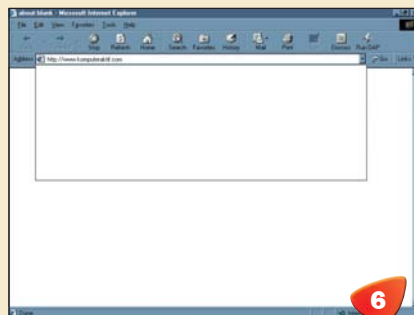 about:blank - Microsoft Internet Explorer
File Edit View Favorites Tools Help
Stop Refresh Home Search Favorites History Mail Print Discuss
Address http://www.komputeraktif.com Go Links
Done
6